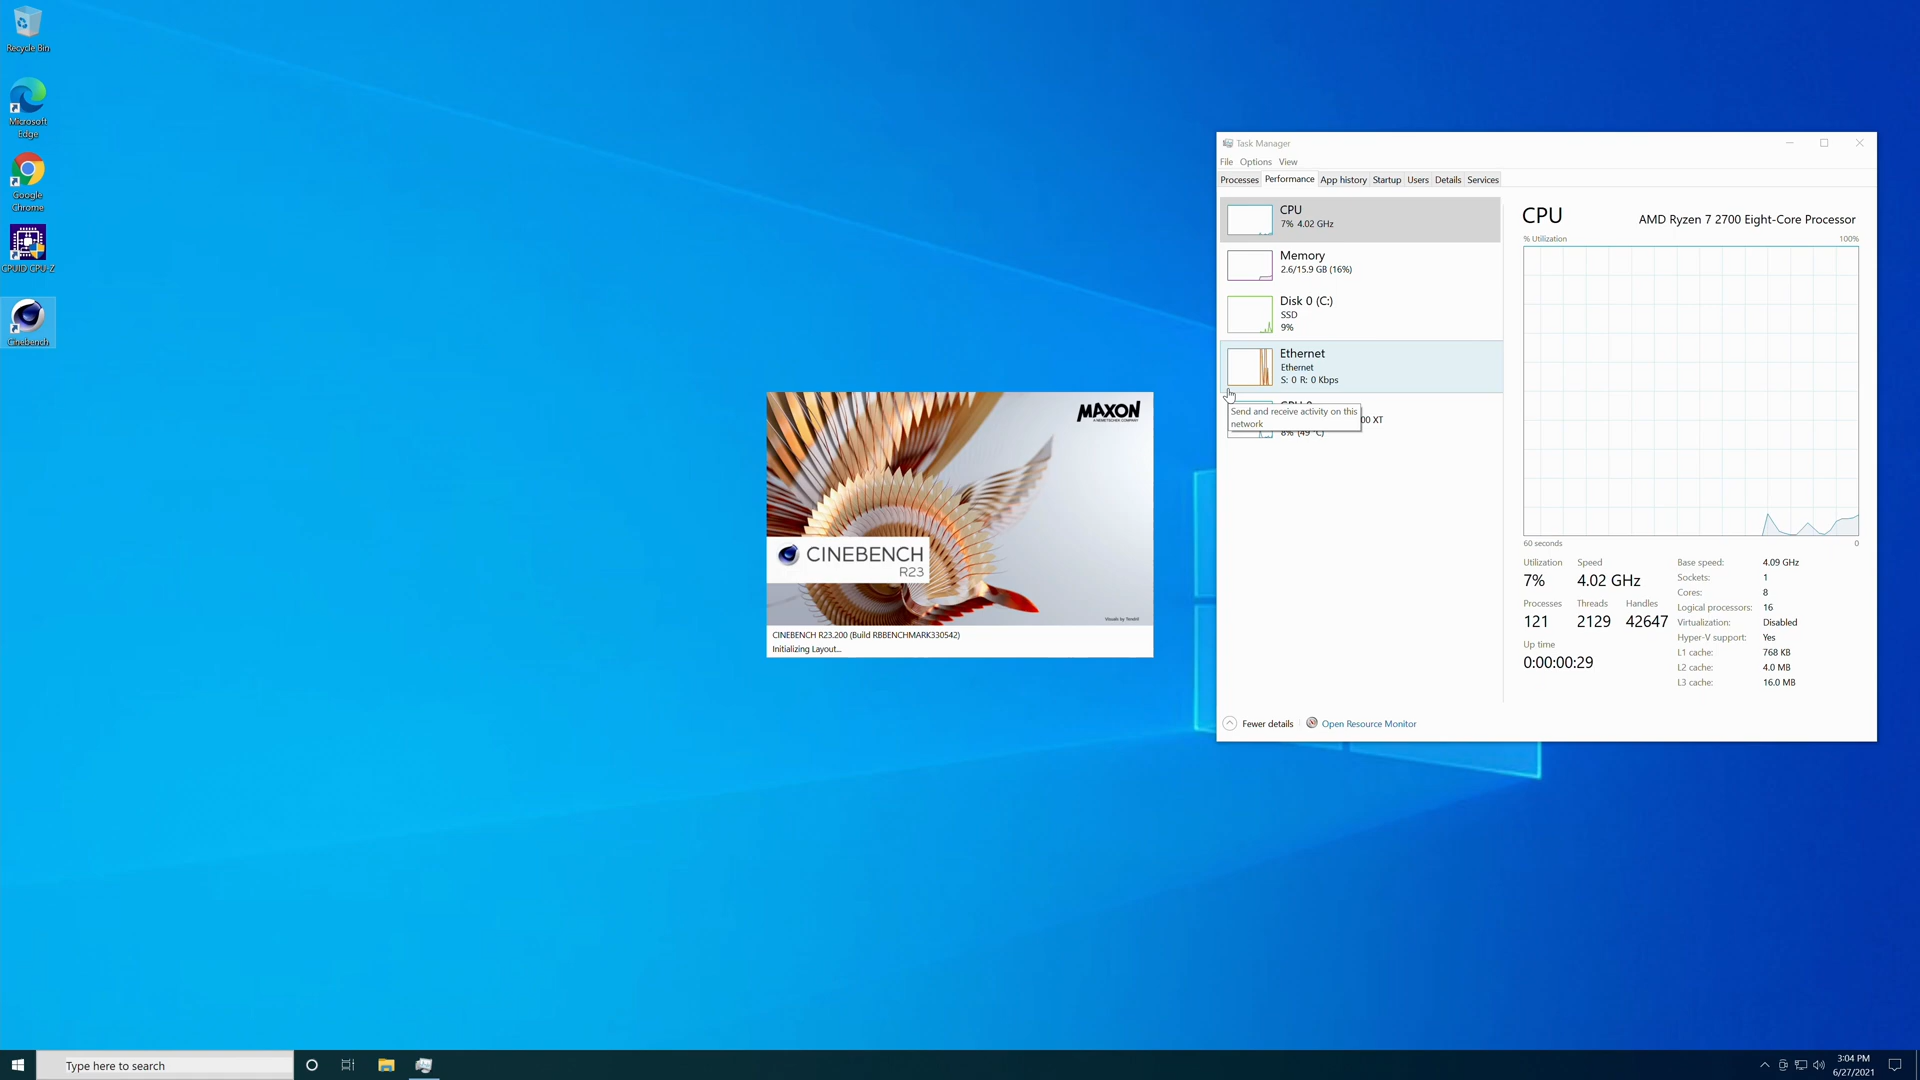 Recycle Bin
Microsoft
Edge
Google
Chrome
CPUID CPU-Z
Cinebench
MAXON
A NEMETSCHEK COMPANY
CINEBENCH
R23
CINEBENCH R23.200 (Build RBBENCHMARK330542)
Initializing Layout...
Task Manager
File Options View
Processes Performance App history Startup Users Details Services
CPU
7% 4.02 GHz
Memory
2.6/15.9 GB (16%)
Disk 0 (C:)
SSD
9%
Ethernet
Ethernet
S: 0 R: 0 Kbps
Send and receive activity on this
network
00 XT
8% (49 °C)
CPU
AMD Ryzen 7 2700 Eight-Core Processor
% Utilization 100%
60 seconds 0
Utilization Speed
7% 4.02 GHz
Processes Threads Handles
121 2129 42647
Up time
0:00:00:29
Base speed: 4.09 GHz
Sockets: 1
Cores: 8
Logical processors: 16
Virtualization: Disabled
Hyper-V support: Yes
L1 cache: 768 KB
L2 cache: 4.0 MB
L3 cache: 16.0 MB
Fewer details Open Resource Monitor
Type here to search
3:04 PM
6/27/2021